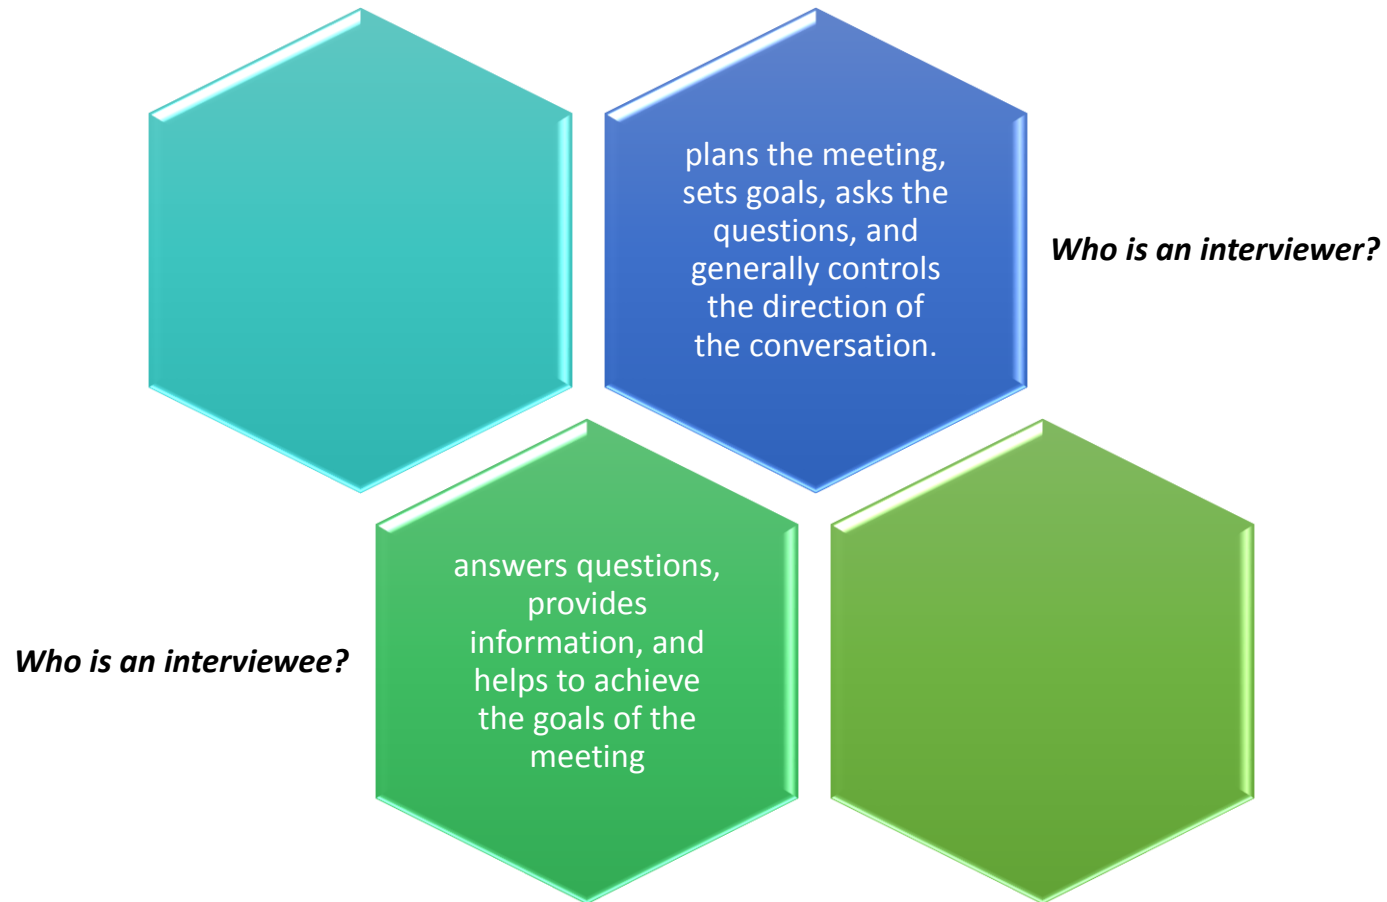 plans the meeting,
sets goals, asks the
questions, and
generally controls
the direction of
the conversation.
Who is an interviewer?
answers questions,
provides
information, and
helps to achieve
the goals of the
meeting
Who is an interviewee?